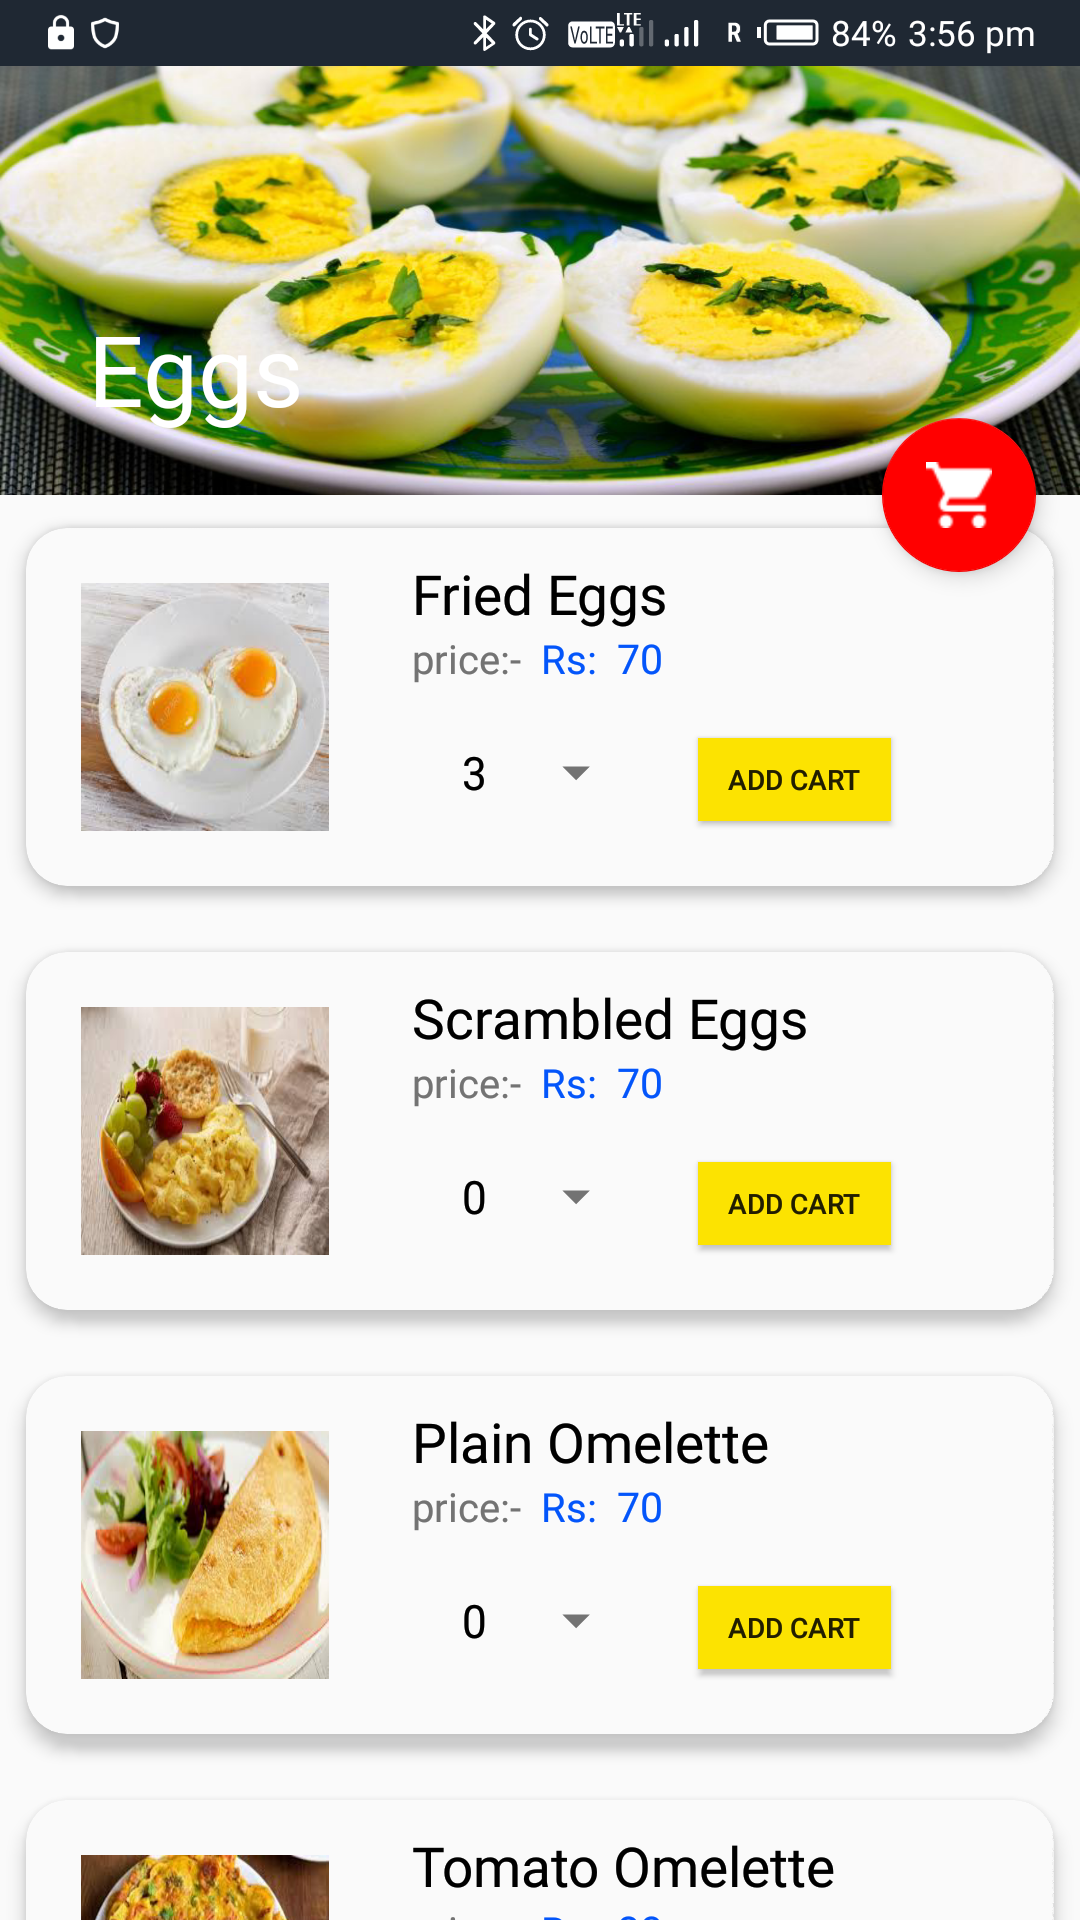 VoLTE LTE R 84% 3:56 pm
Eggs
Fried Eggs
price:- Rs: 70
3
ADD CART
Scrambled Eggs
price:- Rs: 70
0
ADD CART
Plain Omelette
price:- Rs: 70
0
ADD CART
Tomato Omelette